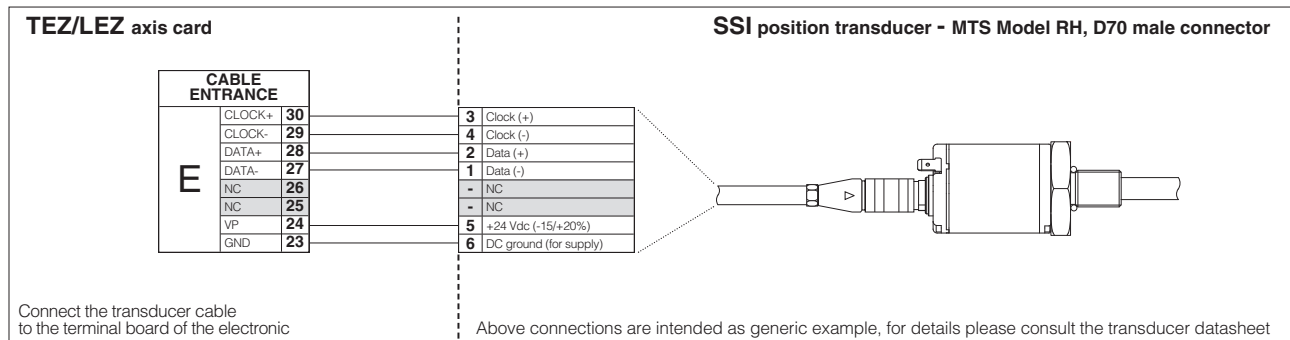 TEZ/LEZ axis card
SSI position transducer - MTS Model RH, D70 male connector
CABLE
ENTRANCE
E
CLOCK+ 30
CLOCK- 29
DATA+ 28
DATA- 27
NC 26
NC 25
VP 24
GND 23
3 Clock (+)
4 Clock (-)
2 Data (+)
1 Data (-)
- NC
- NC
5 +24 Vdc (-15/+20%)
6 DC ground (for supply)
Connect the transducer cable
to the terminal board of the electronic
Above connections are intended as generic example, for details please consult the transducer datasheet